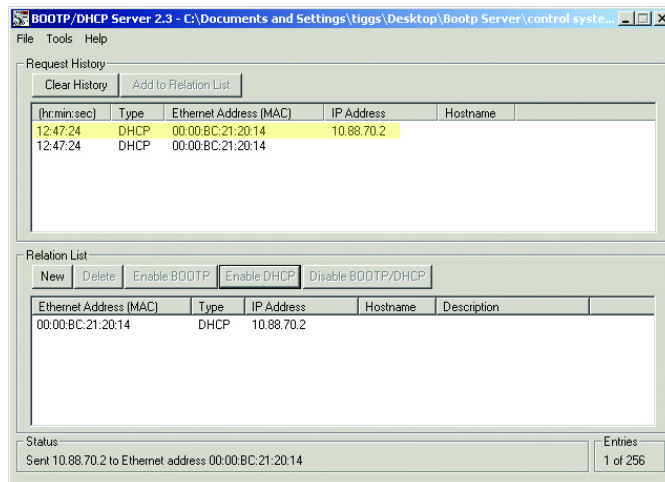 BOOTP/DHCP Server 2.3 - C:\Documents and Settings\tiggs\Desktop\Bootp Server\control syste...
File Tools Help
Request History
Clear History Add to Relation List
(hr:min:sec) Type Ethernet Address (MAC) IP Address Hostname
12:47:24 DHCP 00:00:BC:21:20:14 10.88.70.2
12:47:24 DHCP 00:00:BC:21:20:14
Relation List
New Delete Enable BOOTP Enable DHCP Disable BOOTP/DHCP
Ethernet Address (MAC) Type IP Address Hostname Description
00:00:BC:21:20:14 DHCP 10.88.70.2
Status
Sent 10.88.70.2 to Ethernet address 00:00:BC:21:20:14
Entries
1 of 256